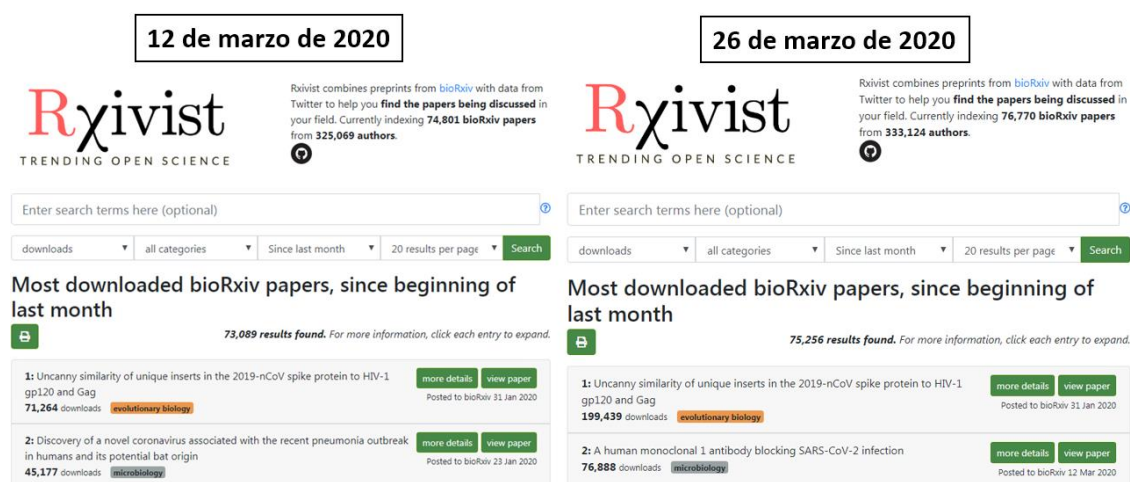 12 de marzo de 2020
Rxivist
TRENDING OPEN SCIENCE
Rxivist combines preprints from bioRxiv with data from
Twitter to help you find the papers being discussed in
your field. Currently indexing 74,801 bioRxiv papers
from 325,069 authors.
Enter search terms here (optional)
?
downloads all categories Since last month 20 results per page Search
Most downloaded bioRxiv papers, since beginning of
last month
73,089 results found. For more information, click each entry to expand.
1: Uncanny similarity of unique inserts in the 2019-nCoV spike protein to HIV-1
gp120 and Gag
71,264 downloads evolutionary biology
more details view paper
Posted to bioRxiv 31 Jan 2020
2: Discovery of a novel coronavirus associated with the recent pneumonia outbreak
in humans and its potential bat origin
45,177 downloads microbiology
more details view paper
Posted to bioRxiv 23 Jan 2020
26 de marzo de 2020
Rxivist
TRENDING OPEN SCIENCE
Rxivist combines preprints from bioRxiv with data from
Twitter to help you find the papers being discussed in
your field. Currently indexing 76,770 bioRxiv papers
from 333,124 authors.
Enter search terms here (optional)
?
downloads all categories Since last month 20 results per page Search
Most downloaded bioRxiv papers, since beginning of
last month
75,256 results found. For more information, click each entry to expand.
1: Uncanny similarity of unique inserts in the 2019-nCoV spike protein to HIV-1
gp120 and Gag
199,439 downloads evolutionary biology
more details view paper
Posted to bioRxiv 31 Jan 2020
2: A human monoclonal 1 antibody blocking SARS-CoV-2 infection
76,888 downloads microbiology
more details view paper
Posted to bioRxiv 12 Mar 2020